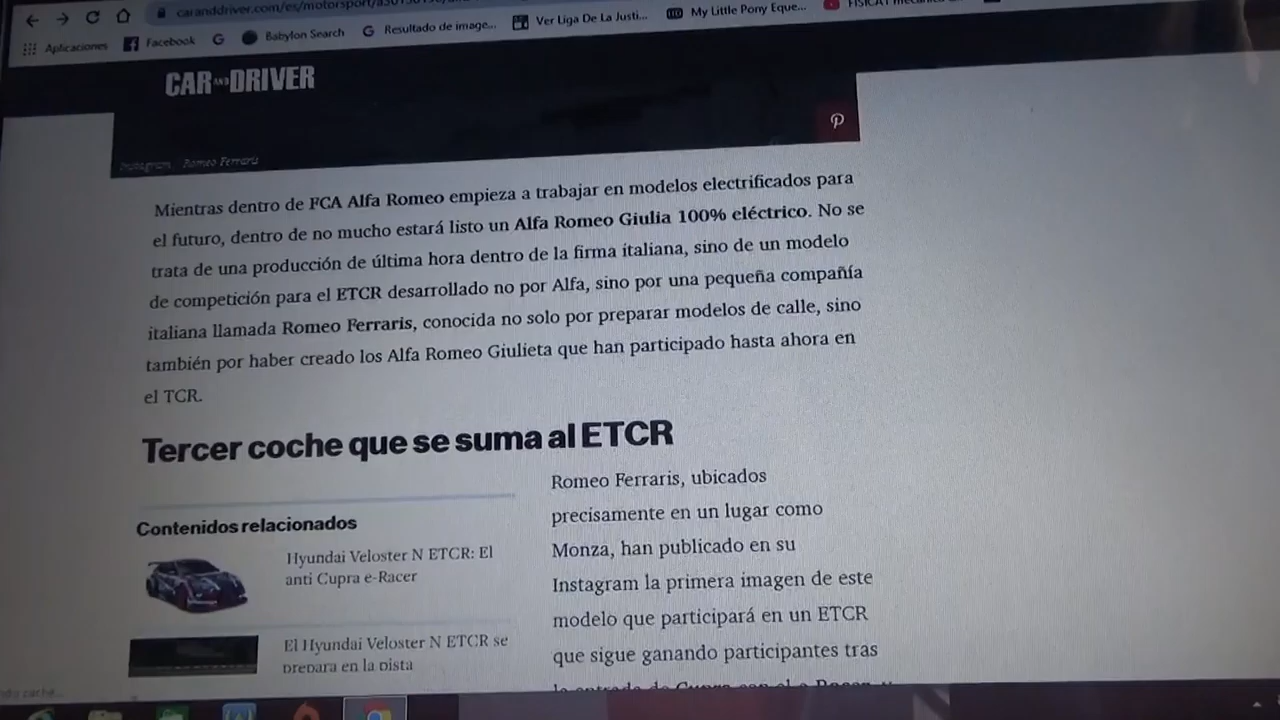 caranddriver.com/es/motorsport/
Aplicaciones
Facebook
Babylon Search
Resultado de image...
Ver Liga De La Justi...
My Little Pony Eque...
CAR AND DRIVER
Instagram Romeo Ferraris
Mientras dentro de FCA Alfa Romeo empieza a trabajar en modelos electrificados para
el futuro, dentro de no mucho estará listo un Alfa Romeo Giulia 100% eléctrico. No se
trata de una producción de última hora dentro de la firma italiana, sino de un modelo
de competición para el ETCR desarrollado no por Alfa, sino por una pequeña compañía
italiana llamada Romeo Ferraris, conocida no solo por preparar modelos de calle, sino
también por haber creado los Alfa Romeo Giulieta que han participado hasta ahora en
el TCR.
Tercer coche que se suma al ETCR
Contenidos relacionados
Hyundai Veloster N ETCR: El
anti Cupra e-Racer
El Hyundai Veloster N ETCR se
prepara en la pista
Romeo Ferraris, ubicados
precisamente en un lugar como
Monza, han publicado en su
Instagram la primera imagen de este
modelo que participará en un ETCR
que sigue ganando participantes tras